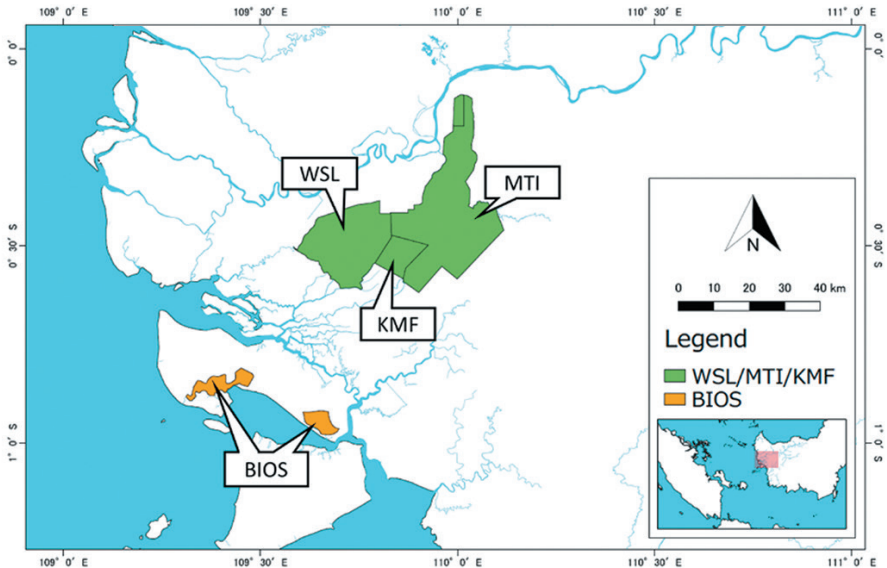 109°0′ E
109°30′ E
110°0′ E
110°30′ E
111°0′ E
0°0′
0°0′
WSL
MTI
0°30′ S
0°30′ S
N
0 10 20 30 40 km
KMF
Legend
WSL/MTI/KMF
BIOS
1°0′ S
1°0′ S
BIOS
109°0′ E
109°30′ E
110°0′ E
110°30′ E
111°0′ E